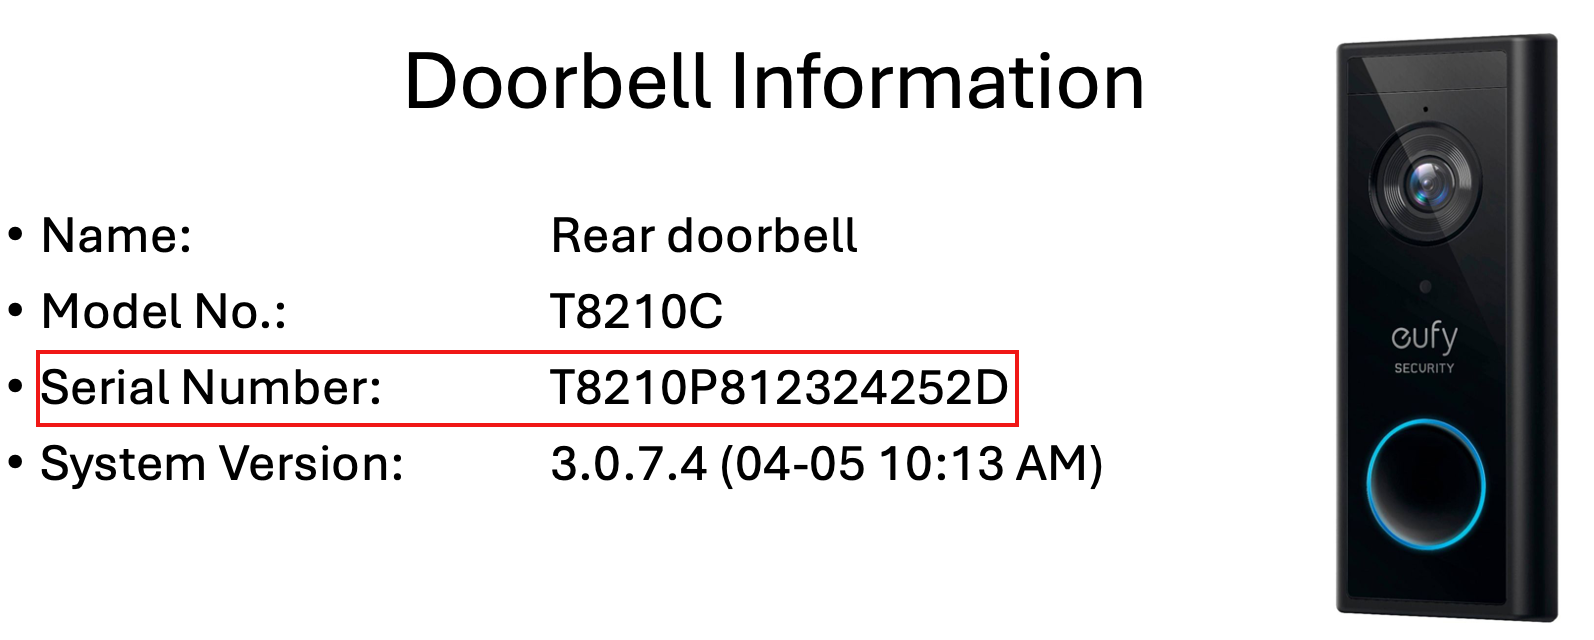 Doorbell Information
• Name: Rear doorbell
• Model No.: T8210C
• Serial Number: T8210P812324252D
• System Version: 3.0.7.4 (04-05 10:13 AM)
eufy
SECURITY